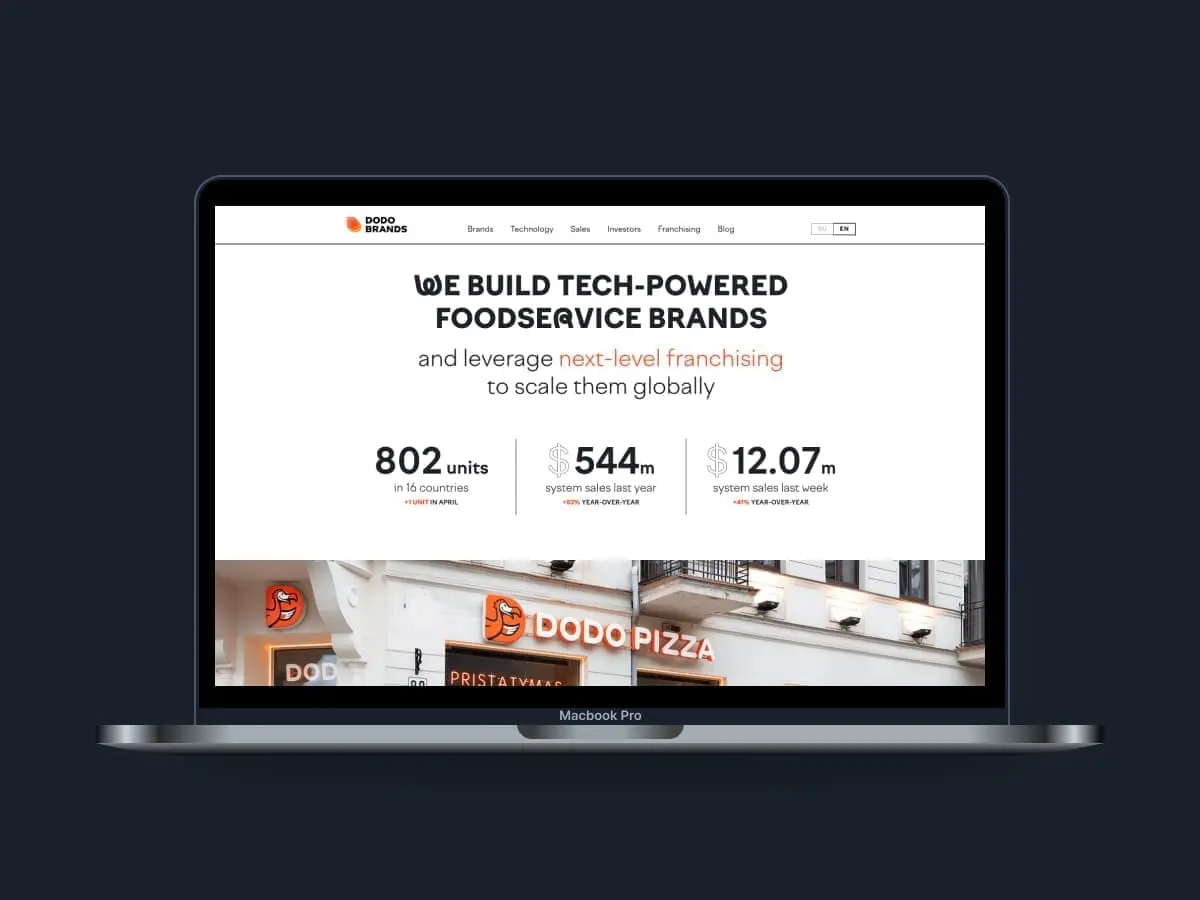 DODO
BRANDS
Brands Technology Sales Investors Franchising Blog
RU EN
WE BUILD TECH-POWERED
FOODSERVICE BRANDS
and leverage next-level franchising
to scale them globally
802 units
in 16 countries
+1 UNIT IN APRIL
$544m
system sales last year
YEAR-OVER-YEAR
$12.07m
system sales last week
+41% YEAR-OVER-YEAR
DODO PIZZA
DOD
PRISTATYMAS
Macbook Pro